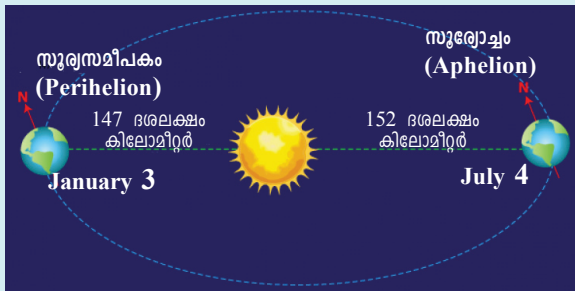 സൂര്യസമീപകം
(Perihelion)
N
147 ദശലക്ഷം
കിലോമീറ്റർ
January 3
സൂര്യോച്ചം
(Aphelion)
N
152 ദശലക്ഷം
കിലോമീറ്റർ
July 4